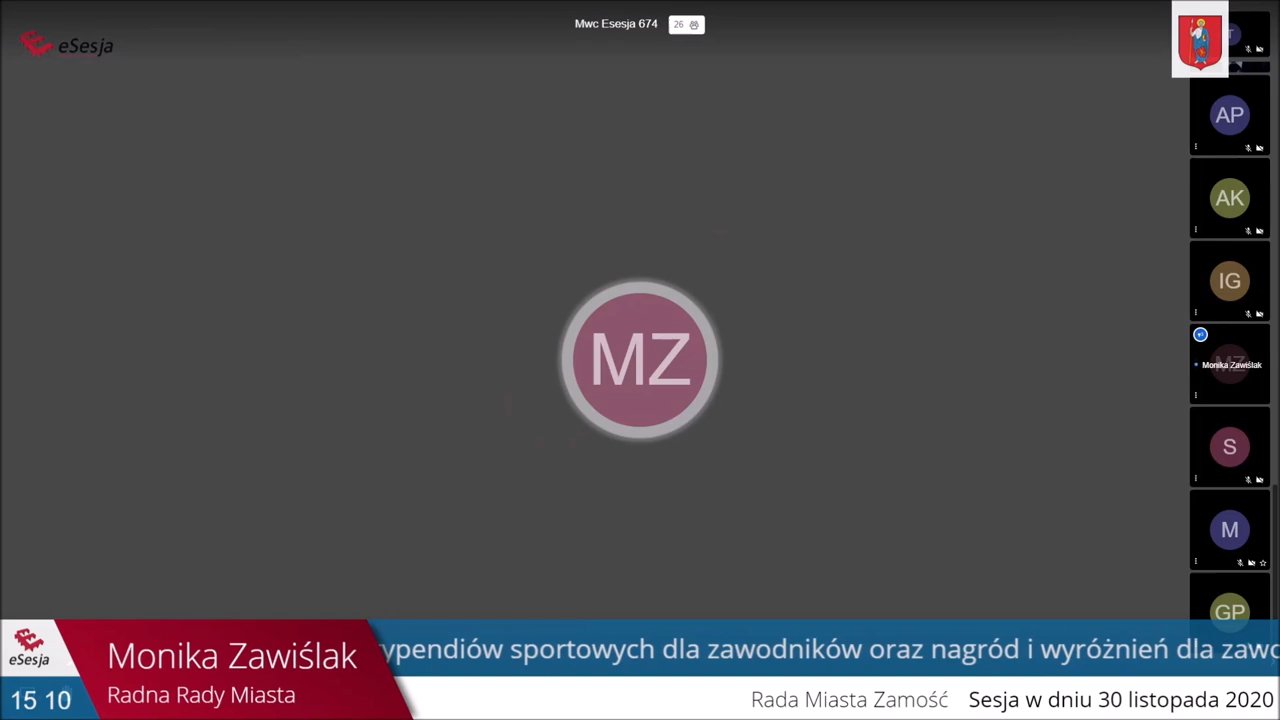 Mwc Esesja 674 26
eSesja
T
AP
AK
IG
MZ
Monika Zawiślak
MZ
S
M
GP
eSesja
Monika Zawiślak
Radna Rady Miasta
ypendiów sportowych dla zawodników oraz nagród i wyróżnień dla zawo
15 10
Rada Miasta Zamość Sesja w dniu 30 listopada 2020